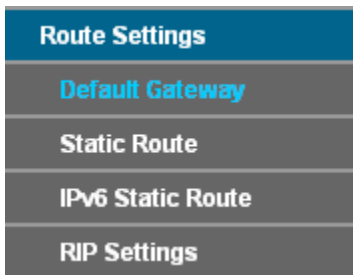 Route Settings
Default Gateway
Static Route
IPv6 Static Route
RIP Settings